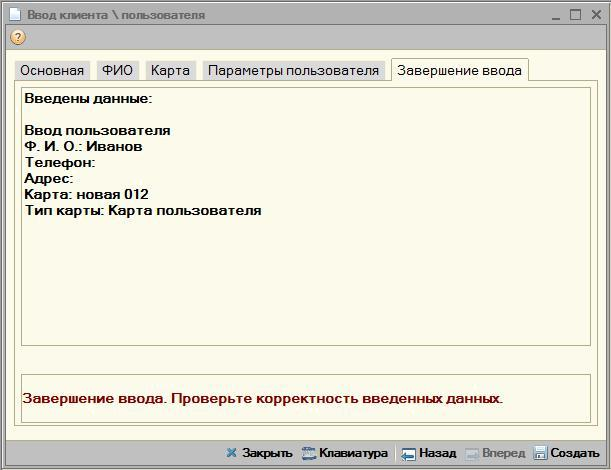 Ввод клиента \ пользователя
?
Основная ФИО Карта Параметры пользователя Завершение ввода
Введены данные:
Ввод пользователя
Ф. И. О.: Иванов
Телефон:
Адрес:
Карта: новая 012
Тип карты: Карта пользователя
Завершение ввода. Проверьте корректность введенных данных.
Закрыть Клавиатура Назад Вперед Создать